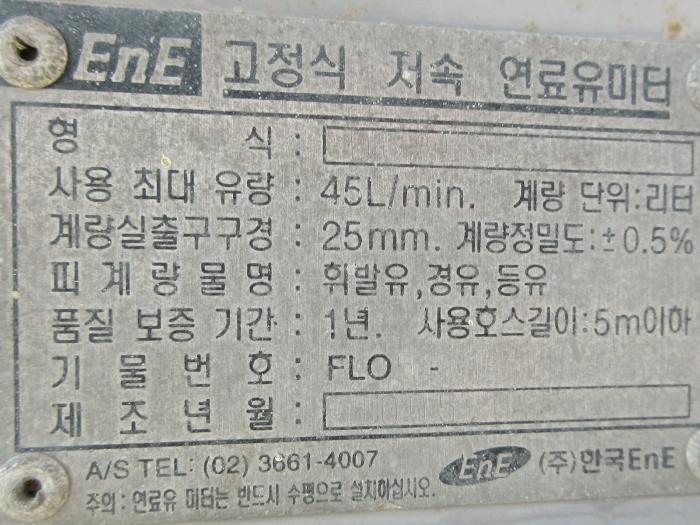 EnE 고정식 저속 연료유미터
형 식 :
사용 최대 유량 : 45L/min. 계량 단위:리터
계량실출구구경 : 25mm. 계량정밀도:±0.5%
피 계 량 물 명 : 휘발유,경유,등유
품질 보증 기간 : 1년. 사용호스길이:5m이하
기 물 번 호 : FLO -
제 조 년 월 :
A/S TEL: (02) 3661-4007 EnE (주)한국EnE
주의 : 연료유 미터는 반드시 수평으로 설치하십시오.